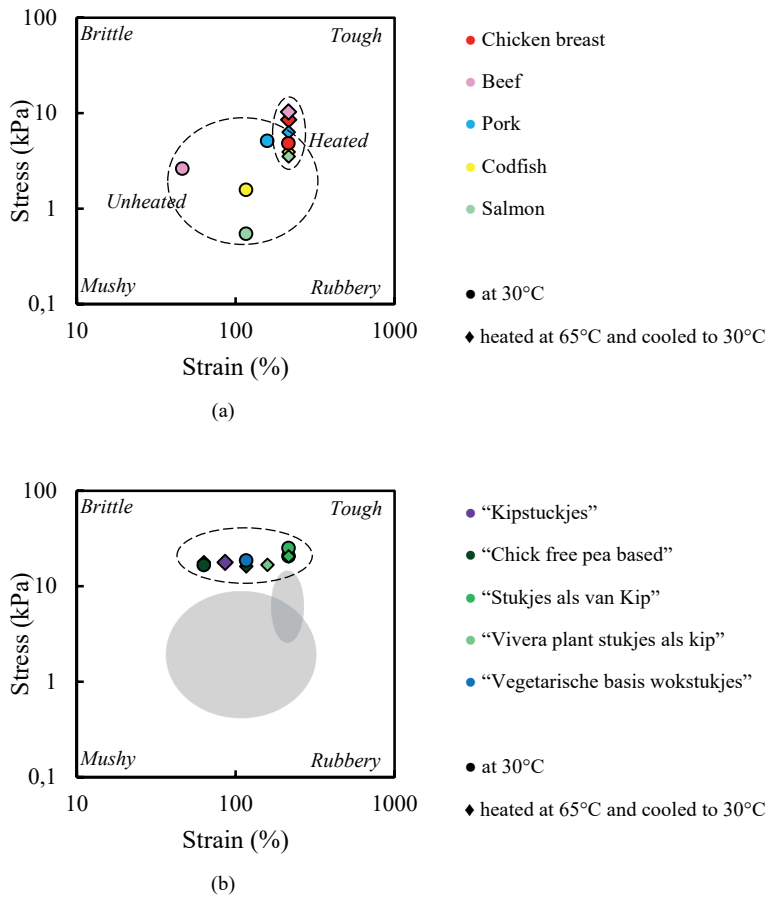 100
Brittle
Tough
Chicken breast
Beef
10
Pork
Heated
Stress (kPa)
Codfish
1
Unheated
Salmon
Mushy
Rubbery
at 30°C
0,1
10
100
1000
heated at 65°C and cooled to 30°C
Strain (%)
(a)
100
Brittle
Tough
“Kipstuckjes”
“Chick free pea based”
10
“Stukjes als van Kip”
Stress (kPa)
“Vivera plant stukjes als kip”
1
“Vegetarische basis wokstukjes”
Mushy
Rubbery
at 30°C
0,1
10
100
1000
heated at 65°C and cooled to 30°C
Strain (%)
(b)